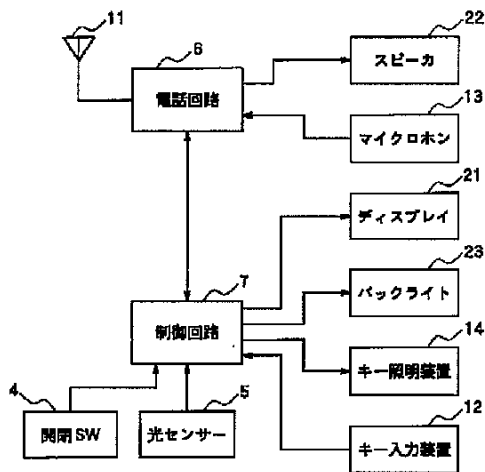 11
22
6
スピーカ
電話回路
13
マイクロホン
21
ディスプレイ
7
23
バックライト
制御回路
14
キー照明装置
4
5
12
開閉SW
光センサー
キー入力装置